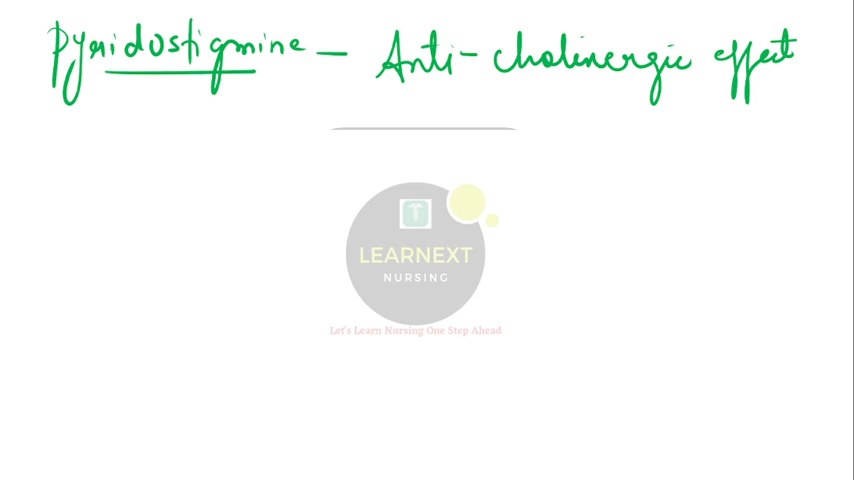 Pyridostigmine – Anti-cholinergic effect
LEARNEXT
NURSING
Let's Learn Nursing One Step Ahead